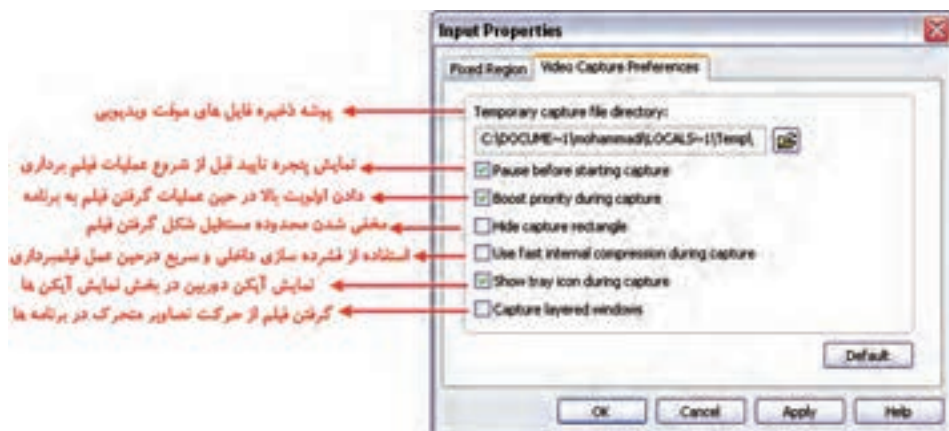 Input Properties
Fixed Region
Video Capture Preferences
پوشه ذخیره فایل های موقت ویدیویی
Temporary capture file directory:
C:\DOCUME~1\mohammadi\LOCALS~1\Temp\
نمایش پنجره تایید قبل از شروع عملیات فیلم برداری
Pause before starting capture
دادن اولویت بالا در حین عملیات گرفتن فیلم به برنامه
Boost priority during capture
مخفی شدن محدوده مستطیل شکل گرفتن فیلم
Hide capture rectangle
استفاده از فشرده سازی داخلی و سریع درحین عمل فیلمبرداری
Use fast internal compression during capture
نمایش آیکن دوربین در بخش نمایش آیکن ها
Show tray icon during capture
گرفتن فیلم از حرکت تصاویر متحرک در برنامه ها
Capture layered windows
Default
OK
Cancel
Apply
Help